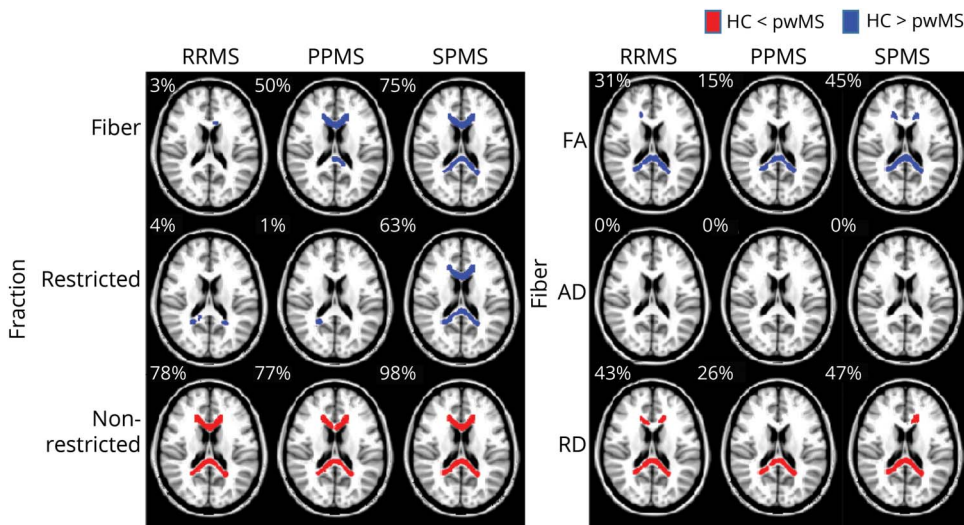 HC < pwMS HC > pwMS
RRMS PPMS SPMS RRMS PPMS SPMS
3% 50% 75% 31% 15% 45%
Fiber FA
4% 1% 63% 0% 0% 0%
Fraction Restricted Fiber AD
78% 77% 98% 43% 26% 47%
Non-
restricted RD